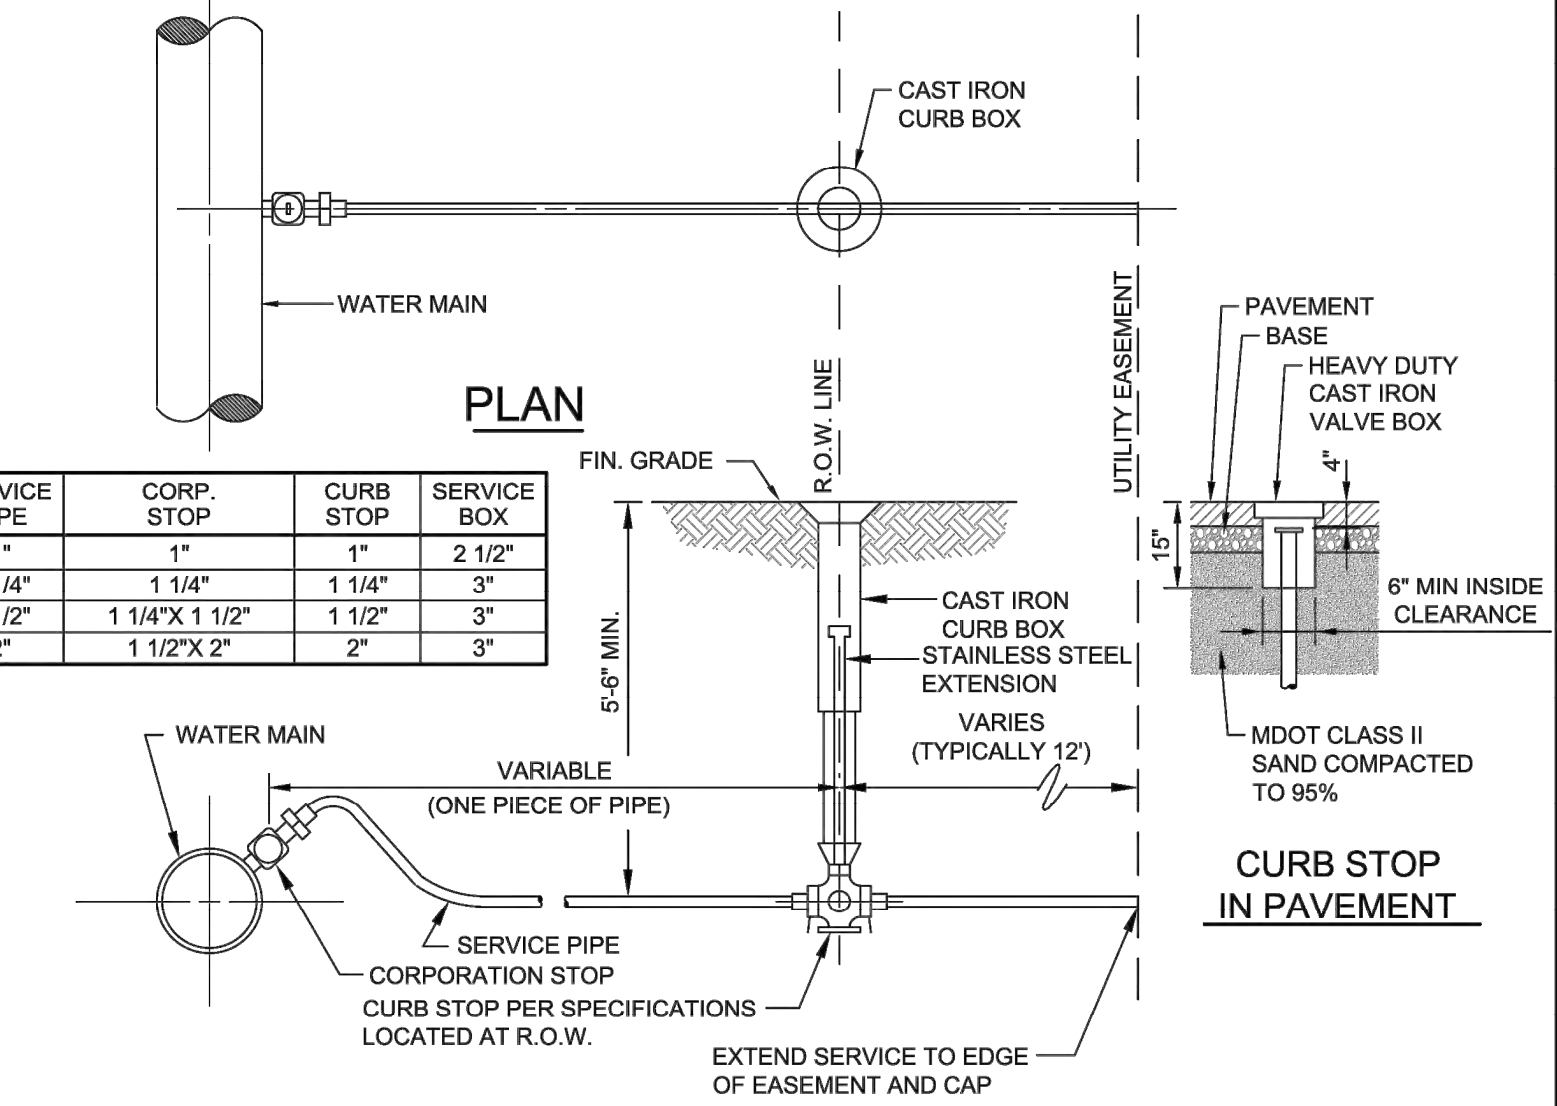 CAST IRON
CURB BOX
WATER MAIN
PLAN
R.O.W. LINE
UTILITY EASEMENT
FIN. GRADE
PAVEMENT
BASE
HEAVY DUTY
CAST IRON
VALVE BOX
4"
15"
6" MIN INSIDE
CLEARANCE
MDOT CLASS II
SAND COMPACTED
TO 95%
CURB STOP
IN PAVEMENT
VICE CORP. CURB SERVICE
PE STOP STOP BOX
" 1" 1" 2 1/2"
/4" 1 1/4" 1 1/4" 3"
/2" 1 1/4"X 1 1/2" 1 1/2" 3"
2" 1 1/2"X 2" 2" 3"
5'-6" MIN.
CAST IRON
CURB BOX
STAINLESS STEEL
EXTENSION
VARIES
(TYPICALLY 12')
WATER MAIN
VARIABLE
(ONE PIECE OF PIPE)
SERVICE PIPE
CORPORATION STOP
CURB STOP PER SPECIFICATIONS
LOCATED AT R.O.W.
EXTEND SERVICE TO EDGE
OF EASEMENT AND CAP